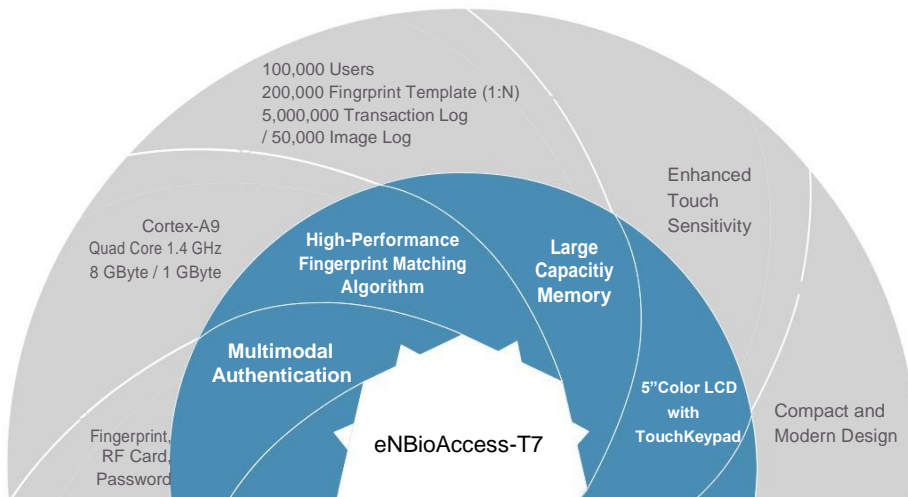 100,000 Users
200,000 Fingrprint Template (1:N)
5,000,000 Transaction Log
/ 50,000 Image Log
Enhanced
Touch
Sensitivity
Cortex-A9
Quad Core 1.4 GHz
8 GByte / 1 GByte
High-Performance
Fingerprint Matching
Algorithm
Large
Capacitiy
Memory
Multimodal
Authentication
5”Color LCD
with
TouchKeypad
Compact and
Modern Design
Fingerprint,
RF Card,
Password
eNBioAccess-T7